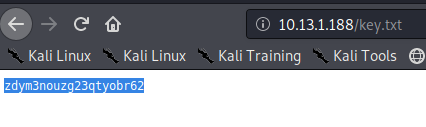 10.13.1.188/key.txt
Kali Linux Kali Linux Kali Training Kali Tools
zdym3nouzg23qtyobr62